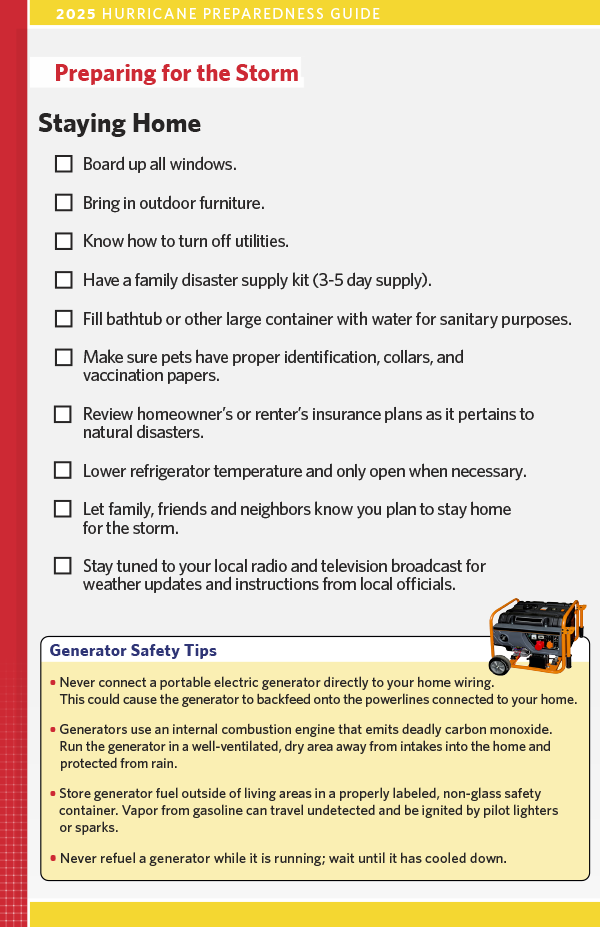 2025 HURRICANE PREPAREDNESS GUIDE
Preparing for the Storm
Staying Home
Board up all windows.
Bring in outdoor furniture.
Know how to turn off utilities.
Have a family disaster supply kit (3-5 day supply).
Fill bathtub or other large container with water for sanitary purposes.
Make sure pets have proper identification, collars, and
vaccination papers.
Review homeowner's or renter's insurance plans as it pertains to
natural disasters.
Lower refrigerator temperature and only open when necessary.
Let family, friends and neighbors know you plan to stay home
for the storm.
Stay tuned to your local radio and television broadcast for
weather updates and instructions from local officials.
Generator Safety Tips
• Never connect a portable electric generator directly to your home wiring.
This could cause the generator to backfeed onto the powerlines connected to your home.
• Generators use an internal combustion engine that emits deadly carbon monoxide.
Run the generator in a well-ventilated, dry area away from intakes into the home and
protected from rain.
• Store generator fuel outside of living areas in a properly labeled, non-glass safety
container. Vapor from gasoline can travel undetected and be ignited by pilot lighters
or sparks.
• Never refuel a generator while it is running; wait until it has cooled down.